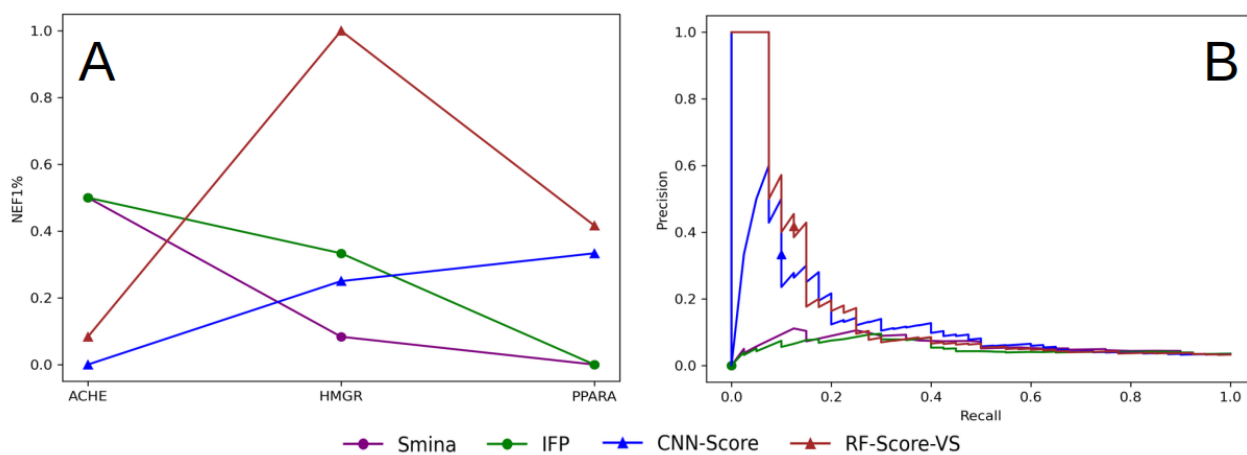 A
NEF1%
1.0
0.8
0.6
0.4
0.2
0.0
ACHE HMGR PPARA
B
Precision
1.0
0.8
0.6
0.4
0.2
0.0
0.0 0.2 0.4 0.6 0.8 1.0
Recall
Smina IFP CNN-Score RF-Score-VS